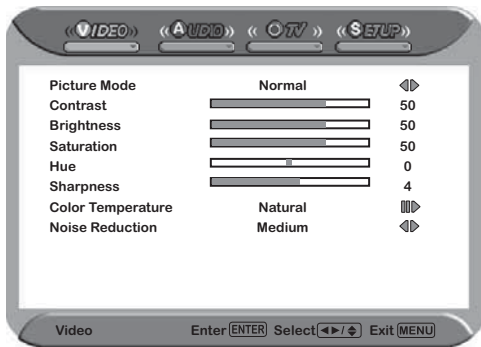 VIDEO AUDIO TV SETUP
Picture Mode Normal
Contrast 50
Brightness 50
Saturation 50
Hue 0
Sharpness 4
Color Temperature Natural
Noise Reduction Medium
Video Enter ENTER Select ◄►/ Exit MENU